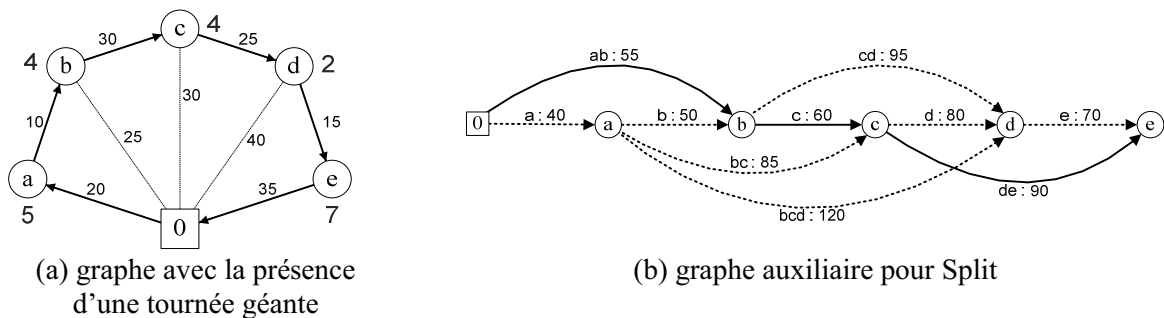 c 4
30
25
4 b
d 2
30
10
15
25
40
a
e
20
35
5
0
7
(a) graphe avec la présence
d'une tournée géante
ab : 55
cd : 95
0
a : 40
a
b : 50
b
c : 60
c
d : 80
d
e : 70
e
bc : 85
de : 90
bcd : 120
(b) graphe auxiliaire pour Split